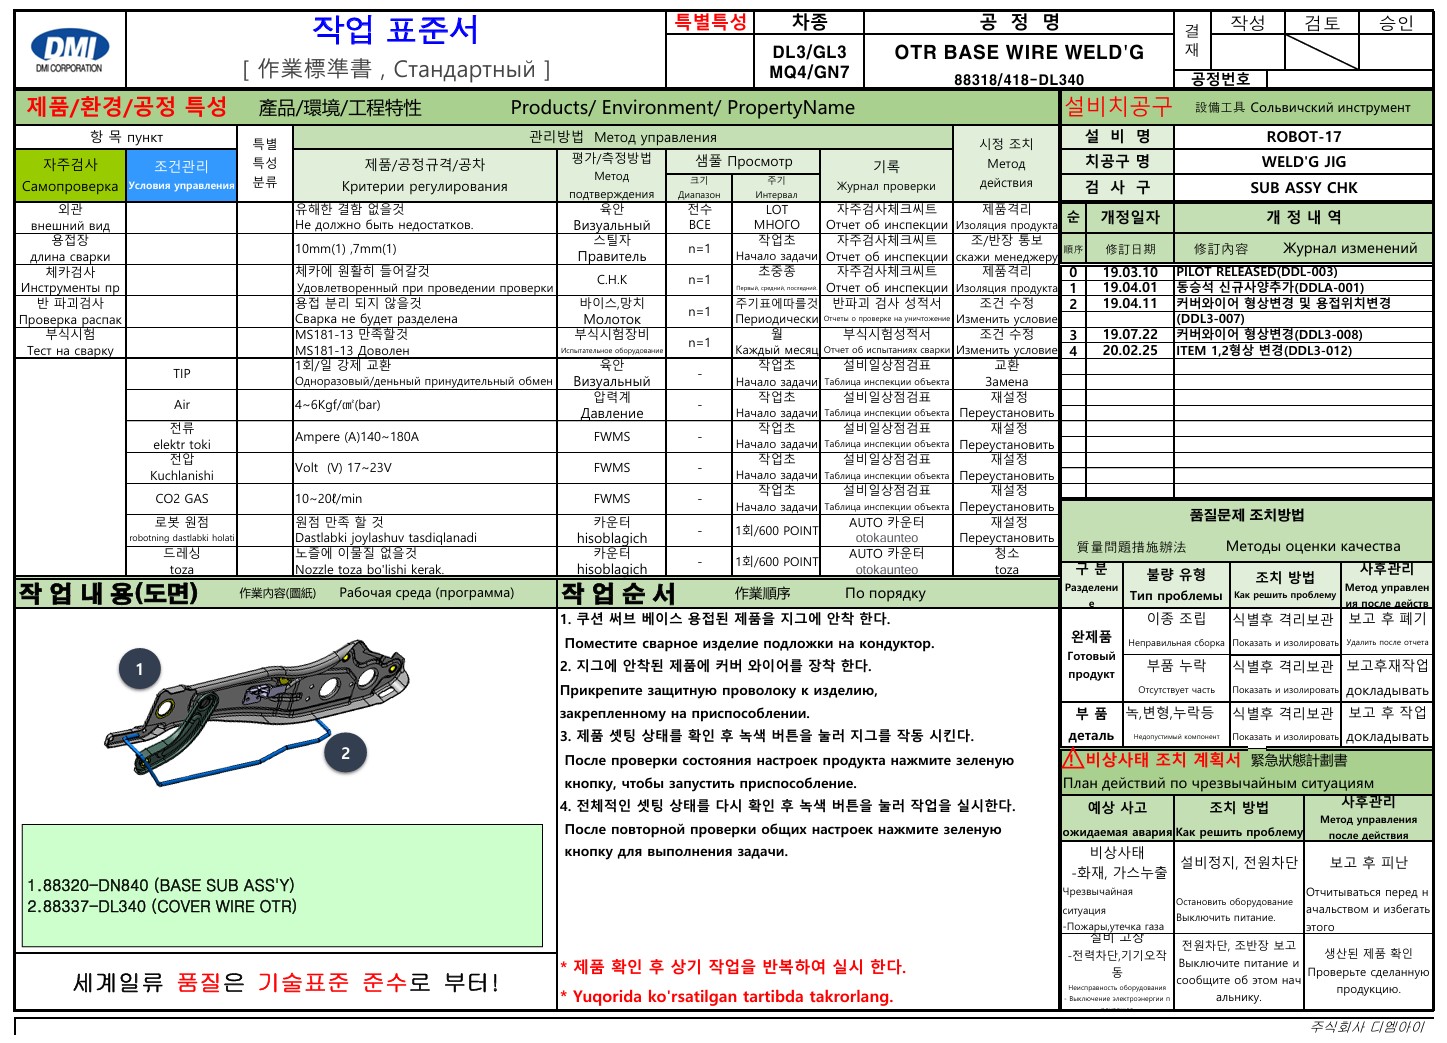 DMI
DMI CORPORATION
작업 표준서
[ 作業標準書 , Стандартный ]
특별특성
차종
DL3/GL3
MQ4/GN7
공 정 명
OTR BASE WIRE WELD'G
88318/418-DL340
결재
작성
검토
승인
공정번호
제품/환경/공정 특성 產品/環境/工程特性 Products/ Environment/ PropertyName
항 목 пункт
특별
특성
분류
관리방법 Метод управления
시정 조치
Метод
действия
자주검사
Самопроверка
조건관리
Условия управления
제품/공정규격/공차
Критерии регулирования
평가/측정방법
Метод
подтверждения
샘풀 Просмотр
크기
Диапазон
주기
Интервал
기록
Журнал проверки
외관
внешний вид
유해한 결함 없을것
Не должно быть недостатков.
육안
Визуальный
전수
ВСЕ
LOT
МНОГО
자주검사체크씨트
Отчет об инспекции
제품격리
Изоляция продукта
용접장
длина сварки
10mm(1) ,7mm(1)
스틸자
Правитель
n=1
작업초
Начало задачи
자주검사체크씨트
Отчет об инспекции
조/반장 통보
скажи менеджеру
체카검사
Инструменты пр
체카에 원활히 들어갈것
Удовлетворенный при проведении проверки
C.H.K
n=1
초중종
Первый, средний, последний.
자주검사체크씨트
Отчет об инспекции
제품격리
Изоляция продукта
반 파괴검사
Проверка распак
용접 분리 되지 않을것
Сварка не будет разделена
바이스,망치
Молоток
n=1
주기표에따를것
Периодически
반파괴 검사 성적서
Отчеты о проверке на уничтожение
조건 수정
Изменить условие
부식시험
Тест на сварку
MS181-13 만족할것
MS181-13 Доволен
부식시험장비
Испытательное оборудование
n=1
월
Каждый месяц
부식시험성적서
Отчет об испытаниях сварки
조건 수정
Изменить условие
TIP
1회/일 강제 교환
Одноразовый/деньный принудительный обмен
육안
Визуальный
-
작업초
Начало задачи
설비일상점검표
Таблица инспекции объекта
교환
Замена
Air
4~6Kgf/㎠(bar)
압력계
Давление
-
작업초
Начало задачи
설비일상점검표
Таблица инспекции объекта
재설정
Переустановить
전류
elektr toki
Ampere (A)140~180A
FWMS
-
작업초
Начало задачи
설비일상점검표
Таблица инспекции объекта
재설정
Переустановить
전압
Kuchlanishi
Volt (V) 17~23V
FWMS
-
작업초
Начало задачи
설비일상점검표
Таблица инспекции объекта
재설정
Переустановить
CO2 GAS
10~20ℓ/min
FWMS
-
작업초
Начало задачи
설비일상점검표
Таблица инспекции объекта
재설정
Переустановить
로봇 원점
robotning dastlabki holati
원점 만족 할 것
Dastlabki joylashuv tasdiqlanadi
카운터
hisoblagich
-
1회/600 POINT
AUTO 카운터
otokaunteo
재설정
Переустановить
드레싱
toza
노즐에 이물질 없을것
Nozzle toza bo'lishi kerak.
카운터
hisoblagich
-
1회/600 POINT
AUTO 카운터
otokaunteo
청소
toza
설비치공구 設備工具 Сольвичский инструмент
설 비 명
ROBOT-17
치공구 명
WELD'G JIG
검 사 구
SUB ASSY CHK
순
개정일자
개 정 내 역
順序
修訂日期
修訂內容 Журнал изменений
0 19.03.10 PILOT RELEASED(DDL-003)
1 19.04.01 동승석 신규사양추가(DDLA-001)
2 19.04.11 커버와이어 형상변경 및 용접위치변경
(DDL3-007)
3 19.07.22 커버와이어 형상변경(DDL3-008)
4 20.02.25 ITEM 1,2형상 변경(DDL3-012)
품질문제 조치방법
質量問題措施辦法 Методы оценки качества
구 분
Разделени
е
불량 유형
Тип проблемы
조치 방법
Как решить проблему
사후관리
Метод управлен
ия после действ
완제품
Готовый
продукт
이종 조립
Неправильная сборка
식별후 격리보관
Показать и изолировать
보고 후 폐기
Удалить после отчета
부품 누락
Отсутствует часть
식별후 격리보관
Показать и изолировать
보고후재작업
докладывать
부 품
деталь
녹,변형,누락등
Недопустимый компонент
식별후 격리보관
Показать и изолировать
보고 후 작업
докладывать
비상사태 조치 계획서 緊急狀態計劃書
План действий по чрезвычайным ситуациям
예상 사고
ожидаемая авария
조치 방법
Как решить проблему
사후관리
Метод управления
после действия
비상사태
-화재, 가스누출
Чрезвычайная
ситуация
-Пожары,утечка газа
설비정지, 전원차단
Остановить оборудование
Выключить питание.
보고 후 피난
Отчитываться перед н
ачальством и избегать
этого
설비 고장
-전력차단,기기오작
동
Неисправность оборудования
- Выключение электроэнергии п
전원차단, 조반장 보고
Выключите питание и
сообщите об этом нач
альнику.
생산된 제품 확인
Проверьте сделанную
продукцию.
작 업 내 용(도면) 作業內容(圖紙) Рабочая среда (программа)
1
2
1.88320-DN840 (BASE SUB ASS'Y)
2.88337-DL340 (COVER WIRE OTR)
세계일류 품질은 기술표준 준수로 부터!
작 업 순 서 作業順序 По порядку
1. 쿠션 써브 베이스 용접된 제품을 지그에 안착 한다.
Поместите сварное изделие подложки на кондуктор.
2. 지그에 안착된 제품에 커버 와이어를 장착 한다.
Прикрепите защитную проволоку к изделию,
закрепленному на приспособлении.
3. 제품 셋팅 상태를 확인 후 녹색 버튼을 눌러 지그를 작동 시킨다.
После проверки состояния настроек продукта нажмите зеленую
кнопку, чтобы запустить приспособление.
4. 전체적인 셋팅 상태를 다시 확인 후 녹색 버튼을 눌러 작업을 실시한다.
После повторной проверки общих настроек нажмите зеленую
кнопку для выполнения задачи.
* 제품 확인 후 상기 작업을 반복하여 실시 한다.
* Yuqorida ko'rsatilgan tartibda takrorlang.
주식회사 디엠아이